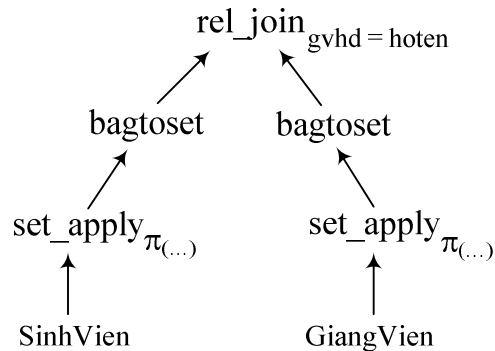 rel_join gvhd = hoten
bagtoset bagtoset
set_apply π(...) set_apply π(...)
SinhVien GiangVien